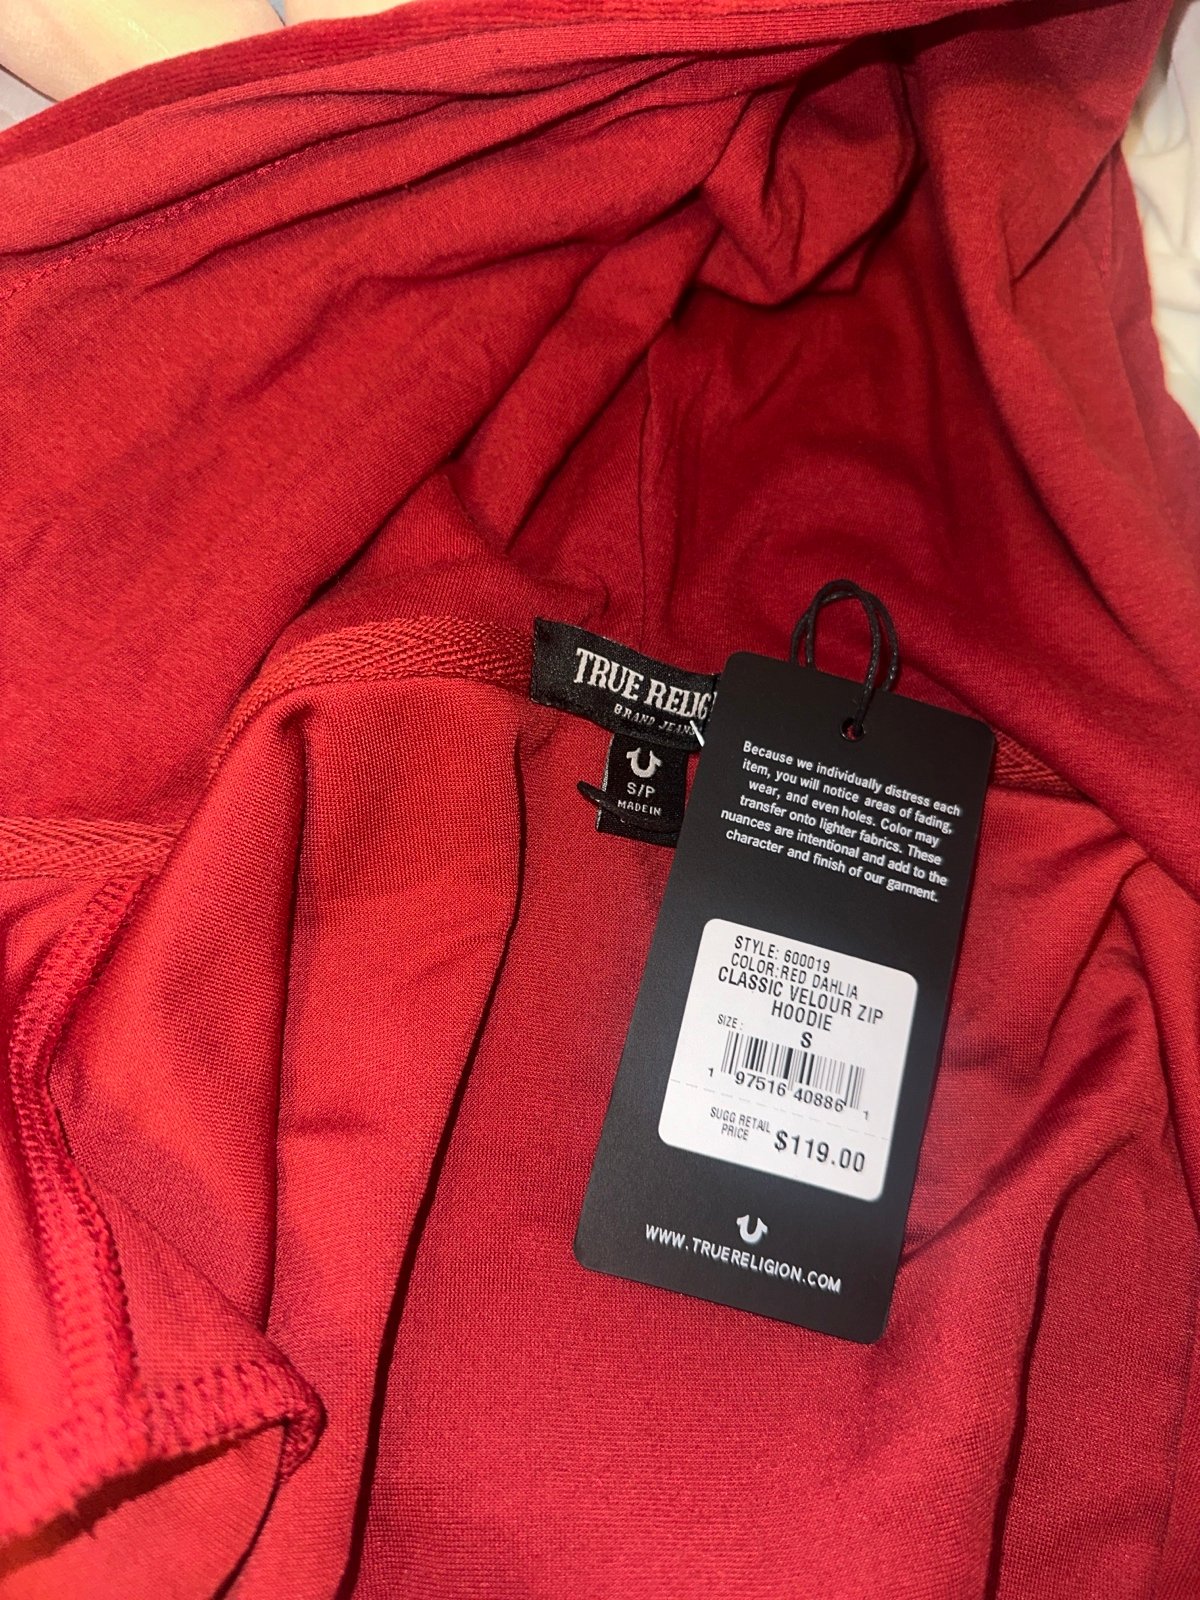 TRUE RELIG
BRAND JEANS
S/P
MADE IN
Because we individually distress each
item, you will notice areas of fading,
wear, and even holes. Color may
transfer onto lighter fabrics. These
nuances are intentional and add to the
character and finish of our garment.
STYLE: 600019
COLOR:RED DAHLIA
CLASSIC VELOUR ZIP
HOODIE
SIZE: S
1 97516 40886 1
SUGG RETAIL
PRICE $119.00
WWW.TRUERELIGION.COM